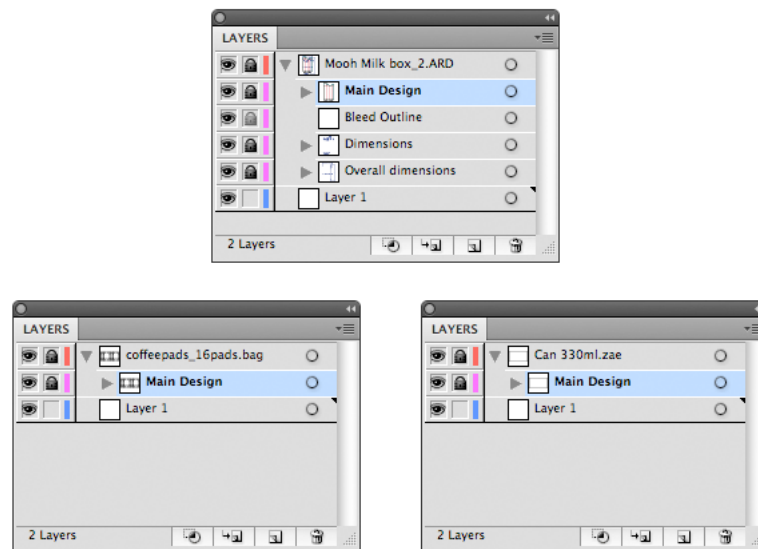 LAYERS
Mooh Milk box_2.ARD
Main Design
Bleed Outline
Dimensions
Overall dimensions
Layer 1
2 Layers
LAYERS
coffeepads_16pads.bag
Main Design
Layer 1
2 Layers
LAYERS
Can 330ml.zae
Main Design
Layer 1
2 Layers